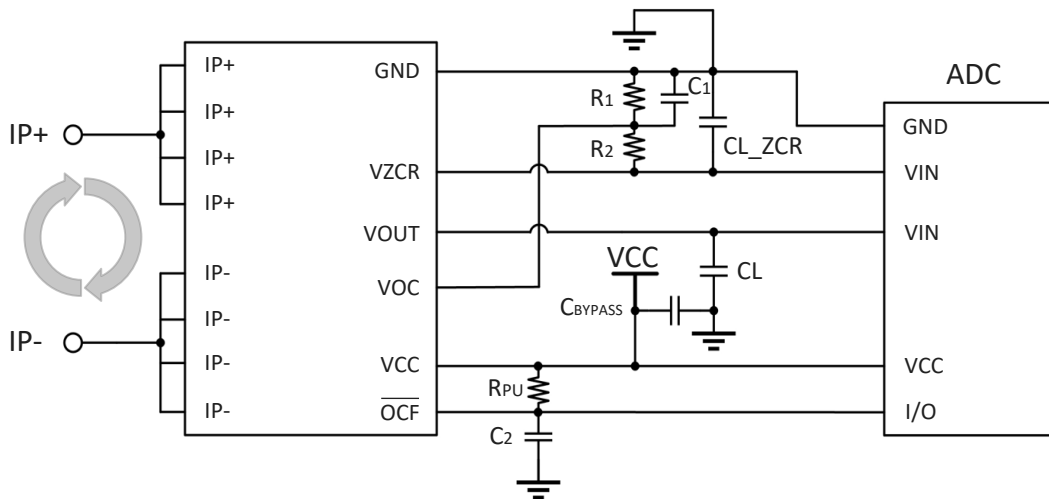 IP+
IP-
IP+
IP+
IP+
IP+
IP-
IP-
IP-
IP-
GND
VZCR
VOUT
VOC
VCC
OCF
R1
C1
R2
CL_ZCR
VCC
CL
CBYPASS
RPU
C2
ADC
GND
VIN
VIN
VCC
I/O